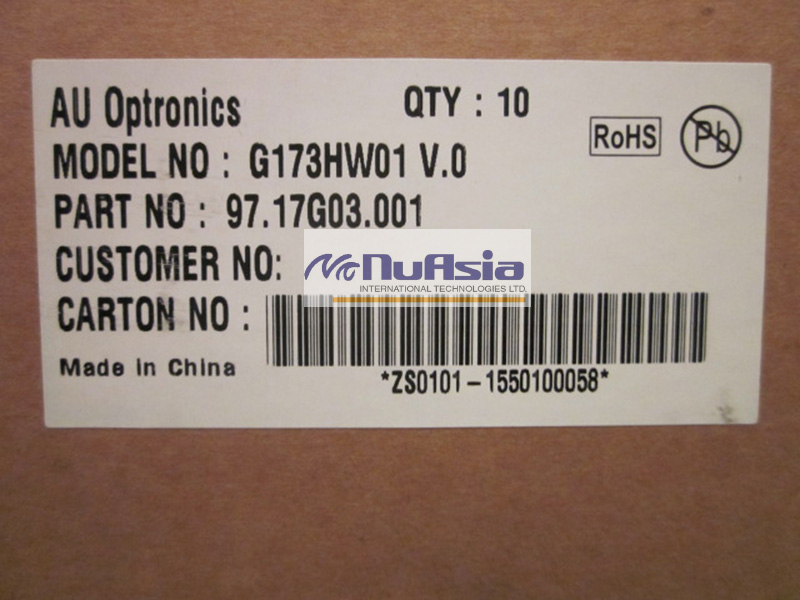 AU Optronics QTY : 10
MODEL NO : G173HW01 V.0
RoHS Pb
PART NO : 97.17G03.001
CUSTOMER NO:
NuAsia
INTERNATIONAL TECHNOLOGIES LTD.
CARTON NO :
*ZS0101-1550100058*
Made in China